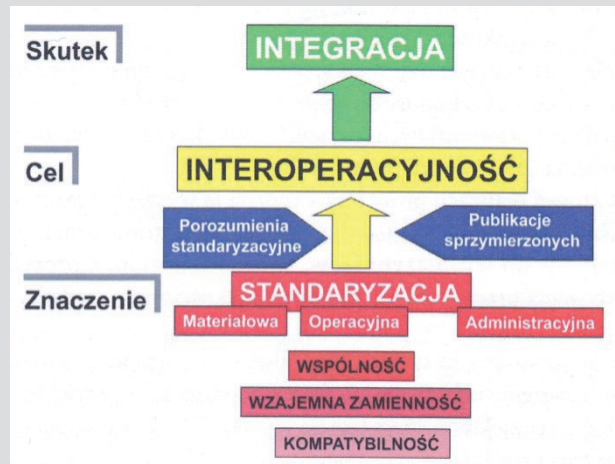 Skutek
INTEGRACJA
Cel
INTEROPERACYJNOŚĆ
Porozumienia
standaryzacyjne
Publikacje
sprzymierzonych
Znaczenie
STANDARYZACJA
Materiałowa
Operacyjna
Administracyjna
WSPÓLNOŚĆ
WZAJEMNA ZAMIENNOŚĆ
KOMPATYBILNOŚĆ